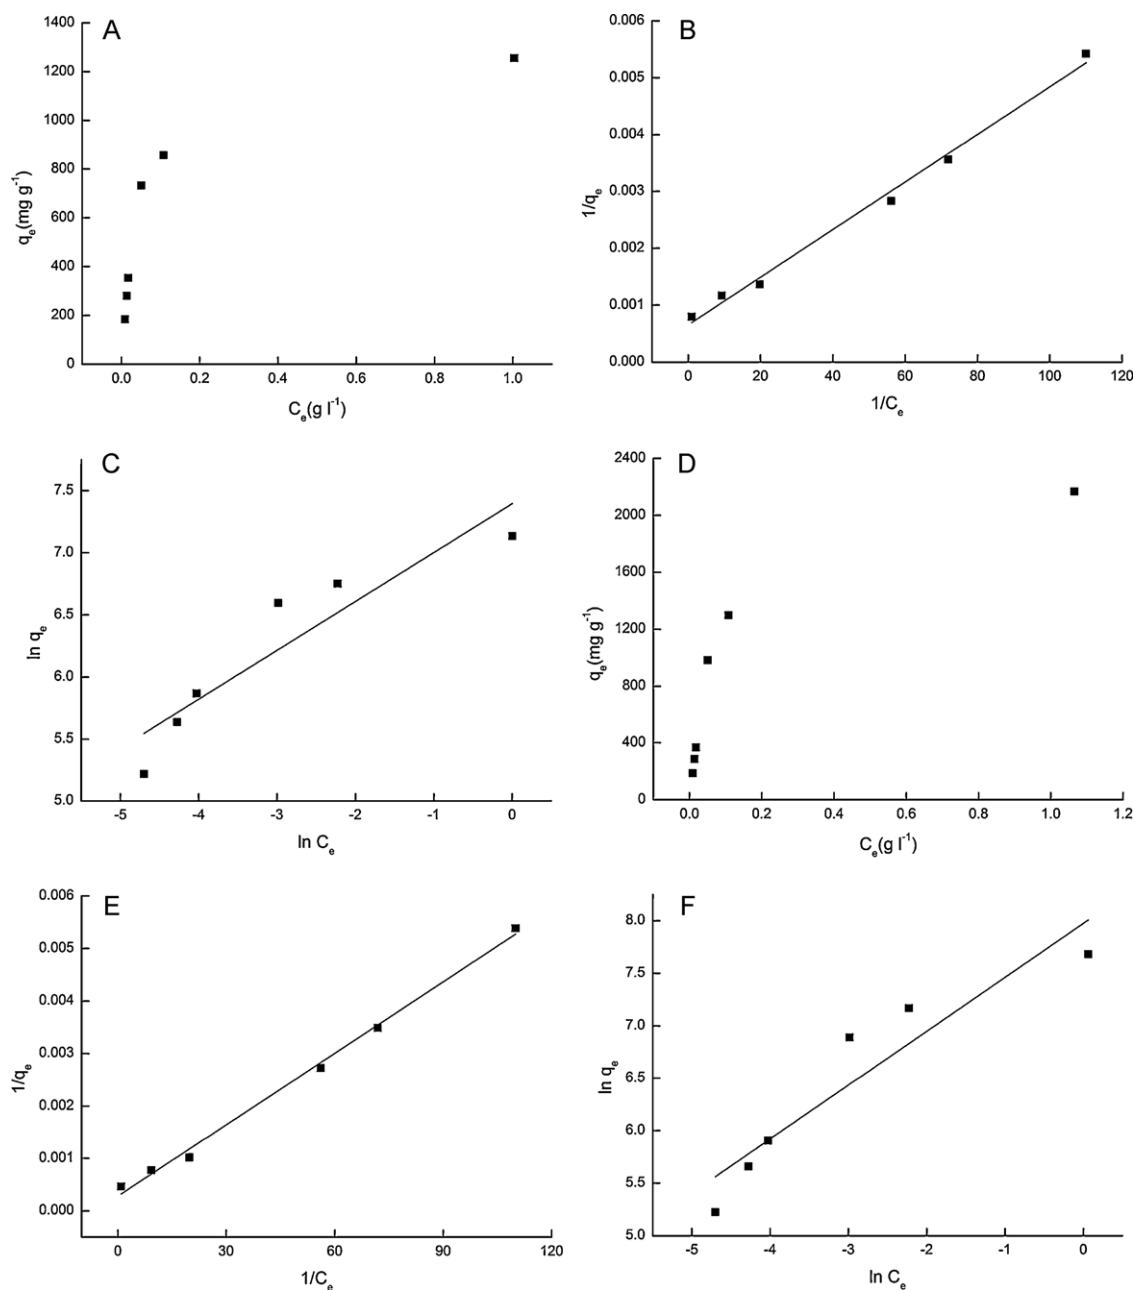 A
1400
1200
1000
800
600
400
200
0
0.0 0.2 0.4 0.6 0.8 1.0
qe(mg g-1)
Ce(g l-1)
B
0.006
0.005
0.004
0.003
0.002
0.001
0.000
0 20 40 60 80 100 120
1/qe
1/Ce
C
7.5
7.0
6.5
6.0
5.5
5.0
-5 -4 -3 -2 -1 0
ln qe
ln Ce
D
2400
2000
1600
1200
800
400
0
0.0 0.2 0.4 0.6 0.8 1.0 1.2
qe(mg g-1)
Ce(g l-1)
E
0.006
0.005
0.004
0.003
0.002
0.001
0.000
0 30 60 90 120
1/qe
1/Ce
F
8.0
7.5
7.0
6.5
6.0
5.5
5.0
-5 -4 -3 -2 -1 0
ln qe
ln Ce